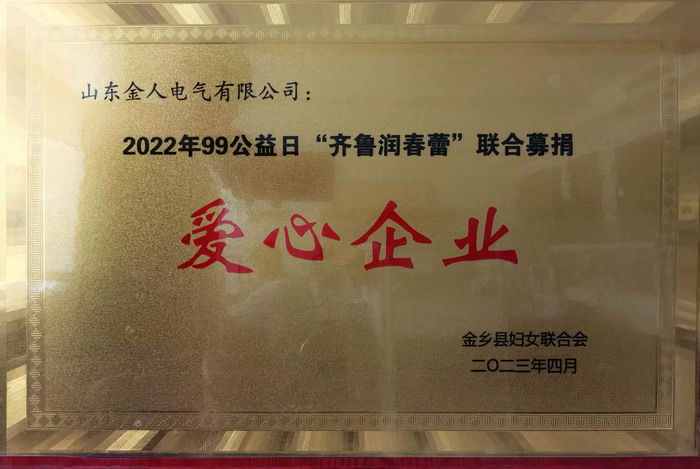 山东金人电气有限公司：
2022年99公益日“齐鲁润春蕾”联合募捐
爱心企业
金乡县妇女联合会
二〇二三年四月